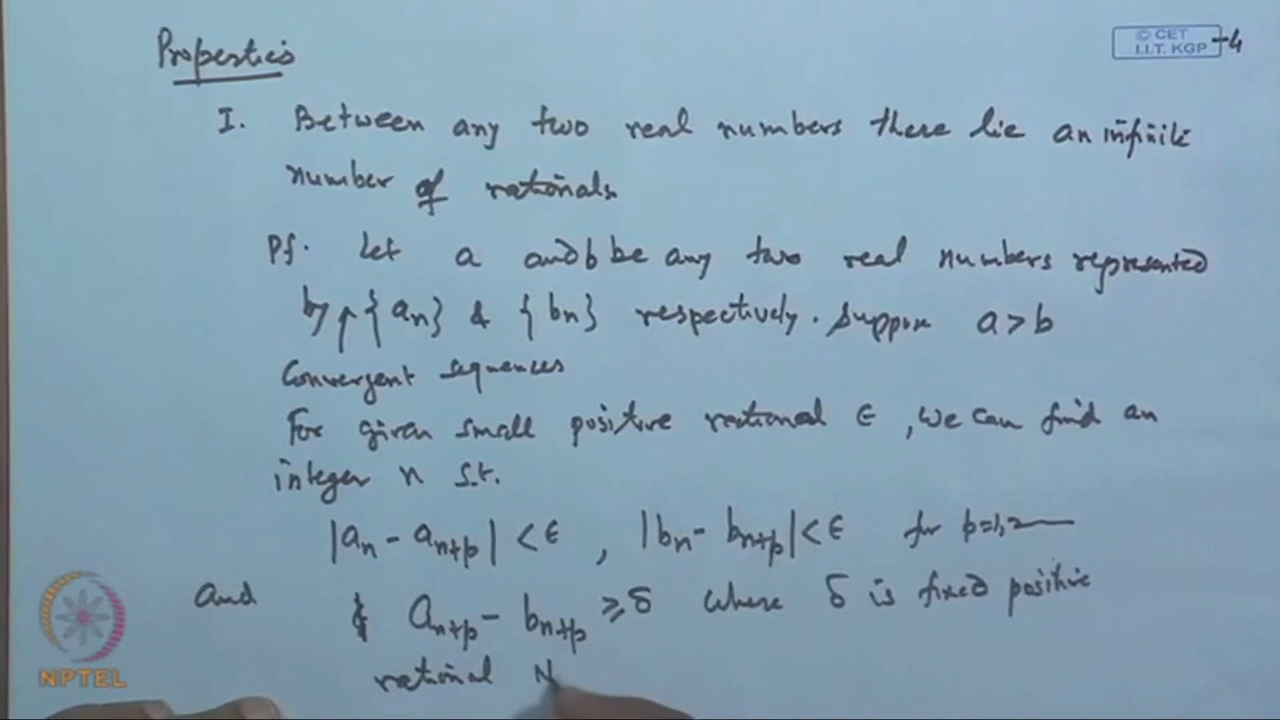 Properties
© CET
I.I.T. KGP
-4
I. Between any two real numbers there lie an infinite
number of rationals.
Pf. Let a and b be any two real numbers represented
by {an} & {bn} respectively. Suppose a > b
Convergent sequences
For given small positive rational ϵ, we can find an
integer n s.t.
|an - an+p| < ϵ, |bn - bn+p| < ϵ for p=1,2—
and & an+p - bn+p ≥ δ where δ is fixed positive
rational N
NPTEL